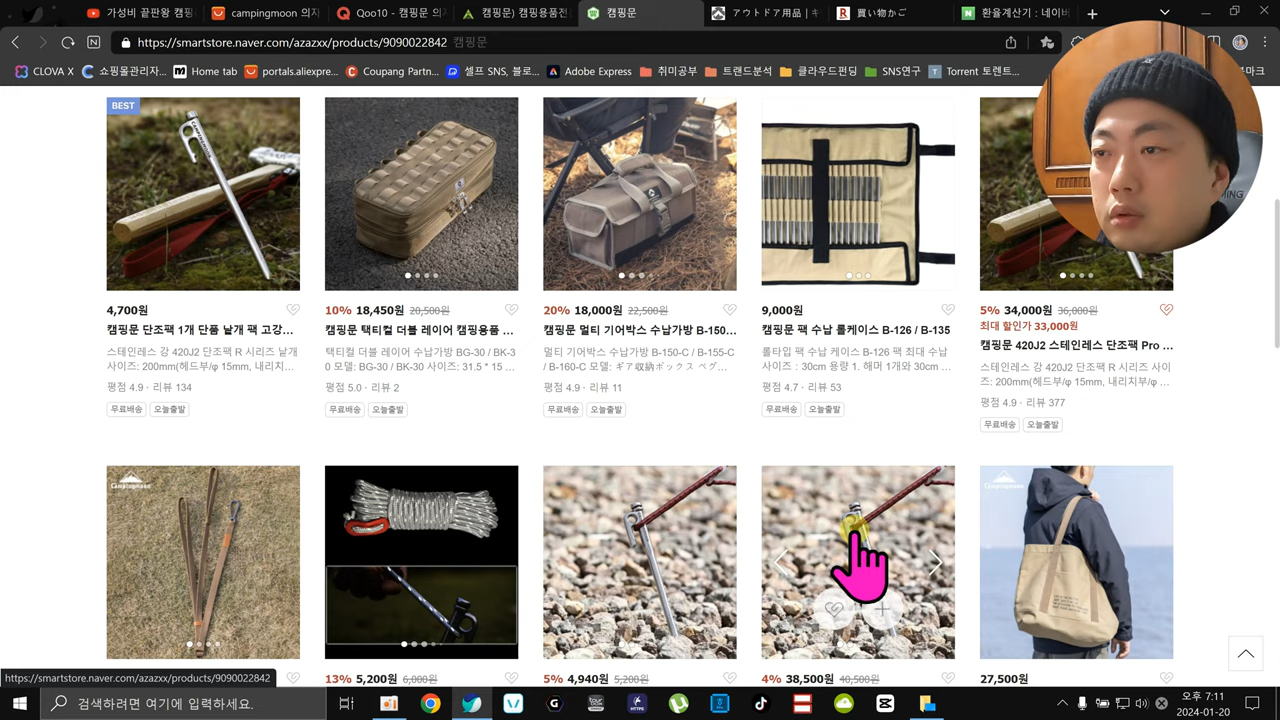 가성비 끝판왕 캠핑
campingmoon 의자
Qoo10 - 캠핑문 의
캠핑문) 캠핑용품전
캠핑문
アウトドア用品 | キ
買い物かご
환율계산기 : 네이버
https://smartstore.naver.com/azazxx/products/9090022842 캠핑문
CLOVA X
쇼핑몰관리자...
Home tab
portals.aliexpre...
Coupang Partn...
셀프 SNS, 블로...
Adobe Express
취미공부
트랜드분석
클라우드펀딩
SNS연구
Torrent 토렌트...
북마크
BEST
4,700원
캠핑문 단조팩 1개 단품 낱개 팩 고강...
스테인레스 강 420J2 단조팩 R 시리즈 낱개
사이즈: 200mm(헤드부/φ 15mm, 내리치...
평점 4.9 · 리뷰 134
무료배송 오늘출발
10% 18,450원 20,500원
캠핑문 택티컬 더블 레이어 캠핑용품 ...
택티컬 더블 레이어 수납가방 BG-30 / BK-3
0 모델: BG-30 / BK-30 사이즈: 31.5 * 15 ...
평점 5.0 · 리뷰 2
무료배송 오늘출발
20% 18,000원 22,500원
캠핑문 멀티 기어박스 수납가방 B-150...
멀티 기어박스 수납가방 B-150-C / B-155-C
/ B-160-C 모델: ギア収納ボックス ペグ...
평점 4.9 · 리뷰 11
무료배송 오늘출발
9,000원
캠핑문 팩 수납 롤케이스 B-126 / B-135
롤타입 팩 수납 케이스 B-126 팩 최대 수납
사이즈 : 30cm 용량 1. 해머 1개와 30cm ...
평점 4.7 · 리뷰 53
무료배송 오늘출발
5% 34,000원 36,000원
최대 할인가 33,000원
캠핑문 420J2 스테인레스 단조팩 Pro ...
스테인레스 강 420J2 단조팩 R 시리즈 사이
즈: 200mm(헤드부/φ 15mm, 내리치부/φ ...
평점 4.9 · 리뷰 377
무료배송 오늘출발
Campingmoon
Campingmoon
13% 5,200원 6,000원
5% 4,940원 5,200원
4% 38,500원 40,500원
27,500원
https://smartstore.naver.com/azazxx/products/9090022842
검색하려면 여기에 입력하세요.
오후 7:11
2024-01-20